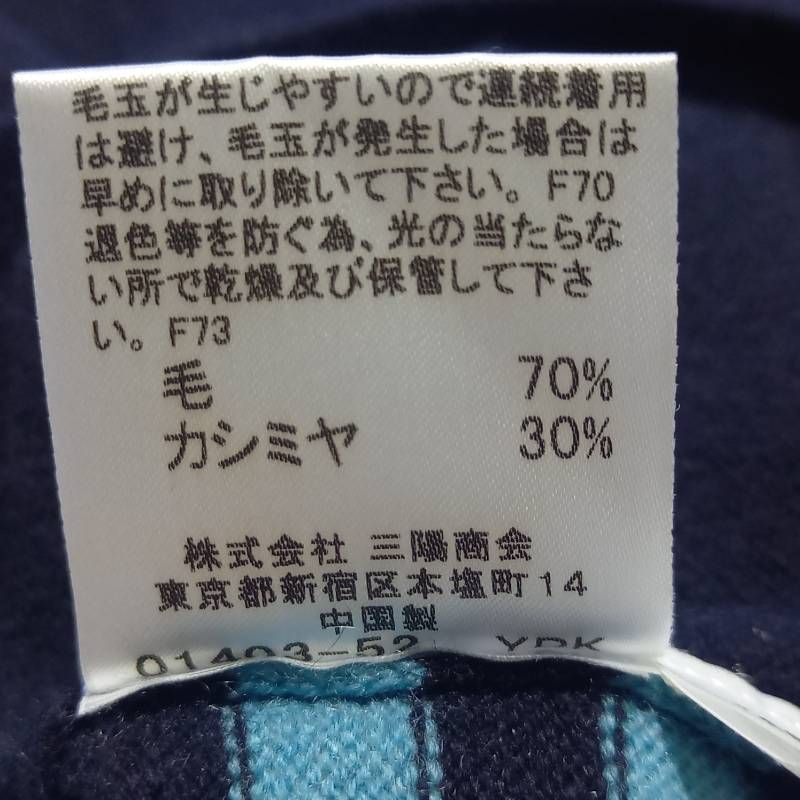 毛玉が生じやすいので連続着用
は避け、毛玉が発生した場合は
早めに取り除いて下さい。F70
退色等を防ぐ為、光の当たらな
い所で乾燥及び保管して下さ
い。F73
毛 70%
カシミヤ 30%
株式会社 三陽商会
東京都新宿区本塩町14
中国製
01493-52 YDK